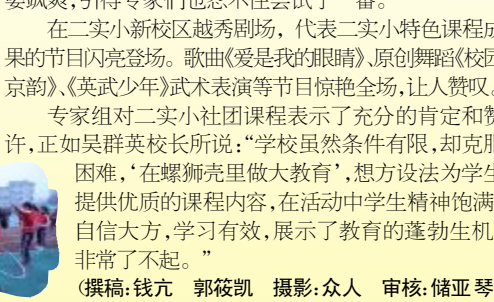 姿飒爽,引得专家们也忍不住尝试了一番。
在二实小新校区越秀剧场,代表二实小特色课程成
果的节目闪亮登场。歌曲《爱是我的眼睛》、原创舞蹈《校园
京韵》、《英武少年》武术表演等节目惊艳全场,让人赞叹。
专家组对二实小社团课程表示了充分的肯定和赞
许,正如吴群英校长所说:“学校虽然条件有限,却克服
困难,‘在螺狮壳里做大教育’,想方设法为学生
提供优质的课程内容,在活动中学生精神饱满
自信大方,学习有效,展示了教育的蓬勃生机
非常了不起。”
(撰稿:钱亢 郭筱凯 摄影:众人 审核:储亚琴